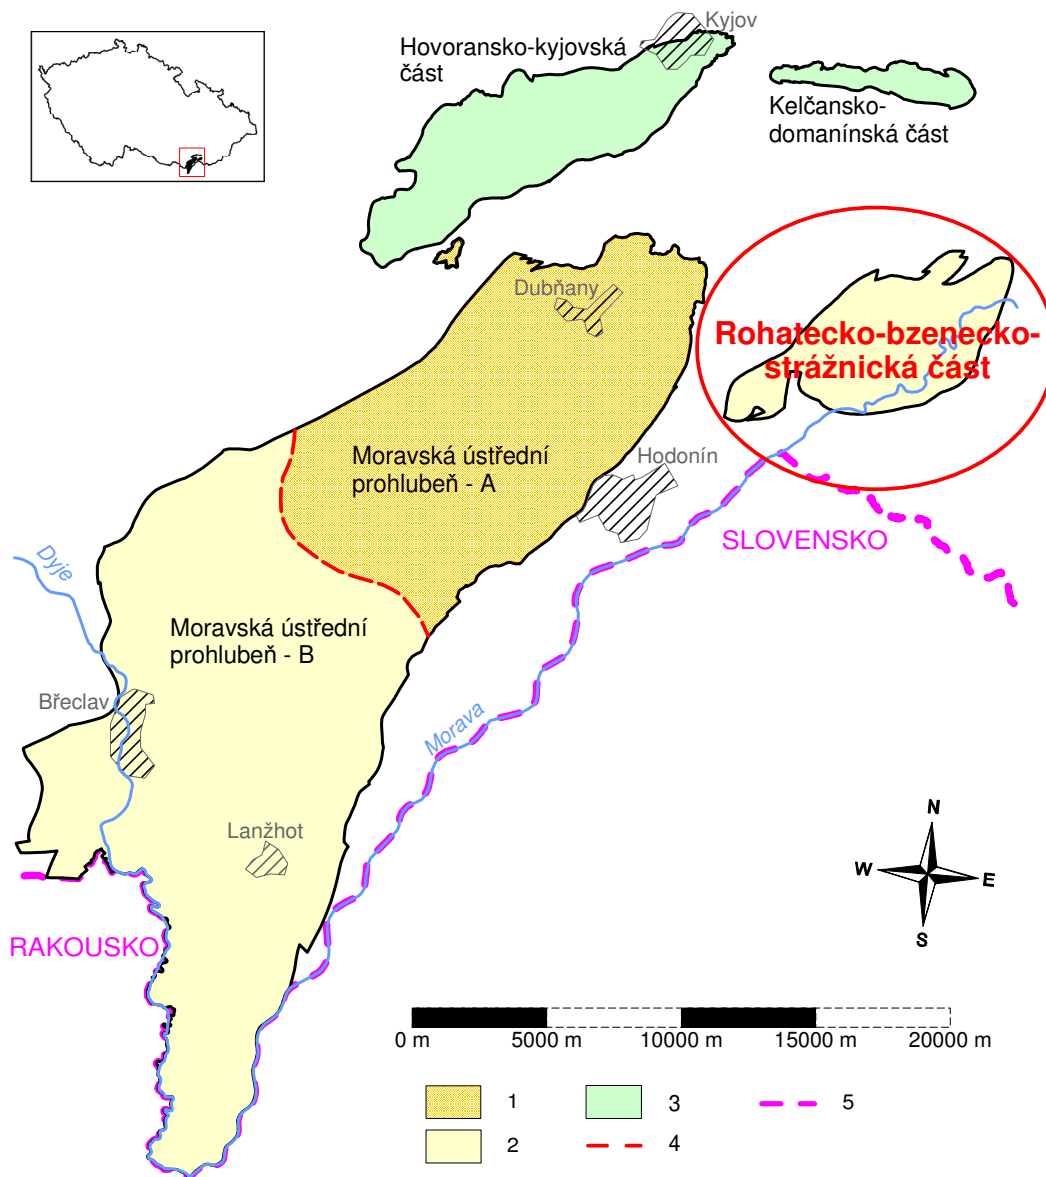 Kyjov
Hovoransko-kyjovská
část
Kelčansko-
domanínská část
Dubňany
Rohatecko-bzenecko-
strážnická část
Moravská ústřední
prohlubeň - A
Hodonín
SLOVENSKO
Dyje
Moravská ústřední
prohlubeň - B
Břeclav
Morava
Lanžhot
N
W
E
S
RAKOUSKO
0 m
5000 m
10000 m
15000 m
20000 m
1
3
5
2
4